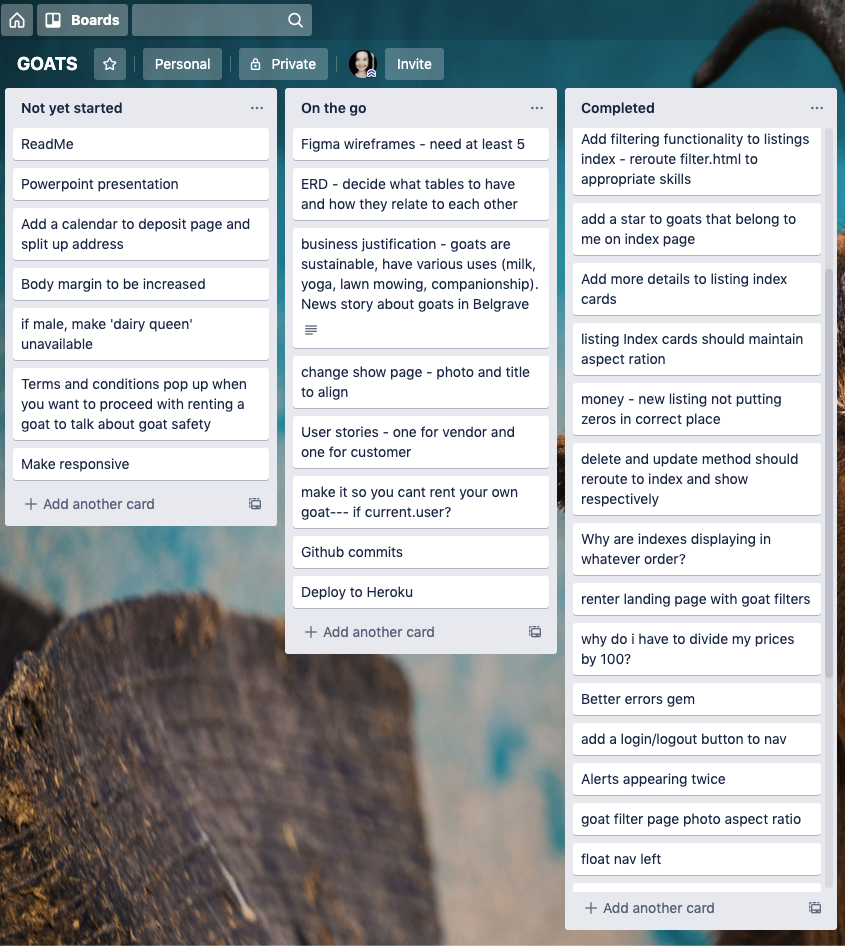 Boards
GOATS
Personal
Private
Invite
Not yet started
ReadMe
Powerpoint presentation
Add a calendar to deposit page and
split up address
Body margin to be increased
if male, make 'dairy queen'
unavailable
Terms and conditions pop up when
you want to proceed with renting a
goat to talk about goat safety
Make responsive
Add another card
On the go
Figma wireframes - need at least 5
ERD - decide what tables to have
and how they relate to each other
business justification - goats are
sustainable, have various uses (milk,
yoga, lawn mowing, companionship).
News story about goats in Belgrave
change show page - photo and title
to align
User stories - one for vendor and
one for customer
make it so you cant rent your own
goat--- if current.user?
Github commits
Deploy to Heroku
Add another card
Completed
Add filtering functionality to listings
index - reroute filter.html to
appropriate skills
add a star to goats that belong to
me on index page
Add more details to listing index
cards
listing Index cards should maintain
aspect ration
money - new listing not putting
zeros in correct place
delete and update method should
reroute to index and show
respectively
Why are indexes displaying in
whatever order?
renter landing page with goat filters
why do i have to divide my prices
by 100?
Better errors gem
add a login/logout button to nav
Alerts appearing twice
goat filter page photo aspect ratio
float nav left
Add another card